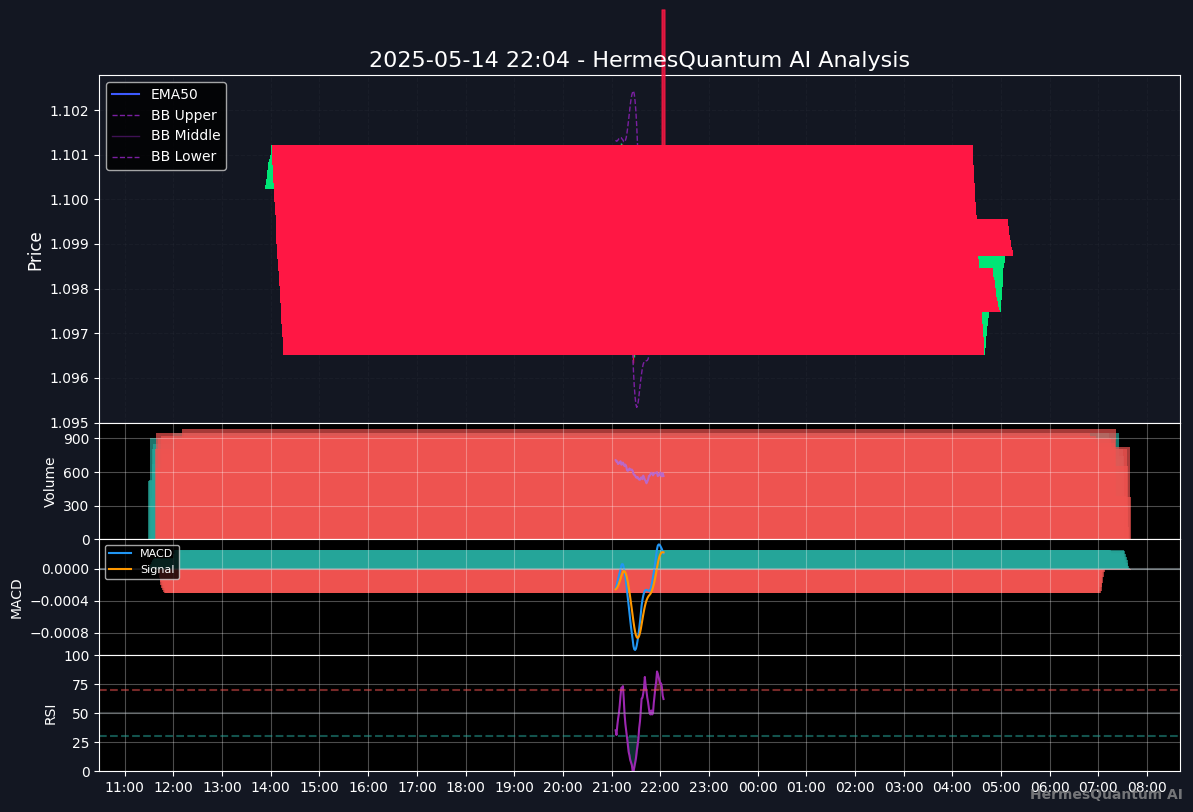 2025-05-14 22:04 - HermesQuantum AI Analysis
EMA50
BB Upper
BB Middle
BB Lower
Price
1.102
1.101
1.100
1.099
1.098
1.097
1.096
1.095
Volume
900
600
300
0
MACD
Signal
MACD
0.0000
−0.0004
−0.0008
RSI
100
75
50
25
0
11:00 12:00 13:00 14:00 15:00 16:00 17:00 18:00 19:00 20:00 21:00 22:00 23:00 00:00 01:00 02:00 03:00 04:00 05:00 06:00 07:00 08:00
HermesQuantum AI